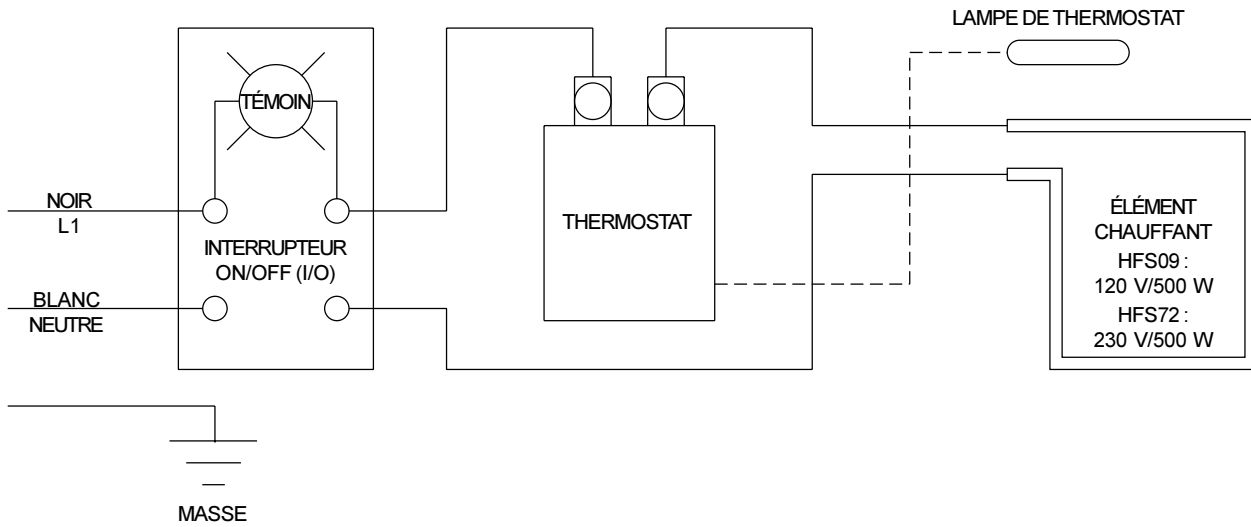 LAMPE DE THERMOSTAT
TÉMOIN
NOIR
L1
INTERRUPTEUR
ON/OFF (I/O)
BLANC
NEUTRE
MASSE
THERMOSTAT
ÉLÉMENT
CHAUFFANT
HFS09 :
120 V/500 W
HFS72 :
230 V/500 W